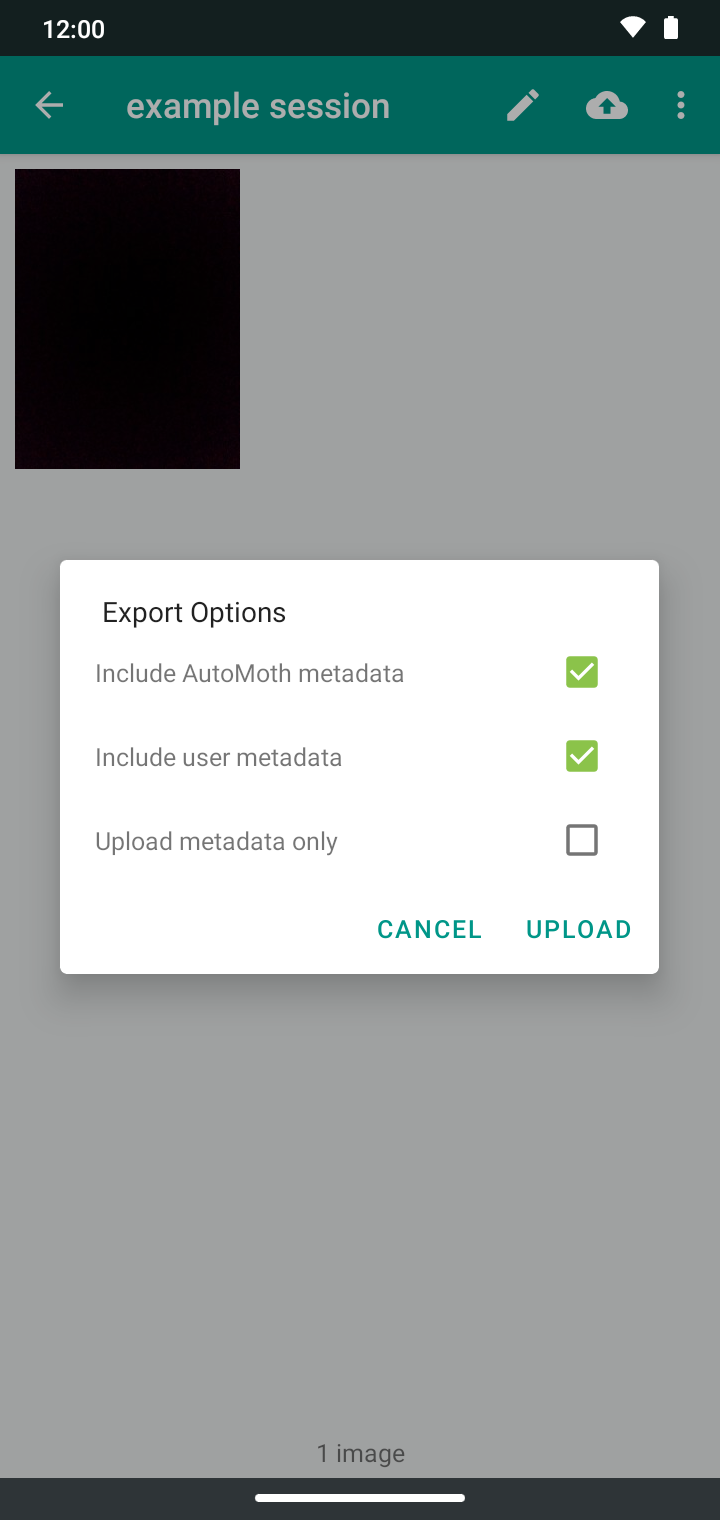 12:00
example session
Export Options
Include AutoMoth metadata
Include user metadata
Upload metadata only
CANCEL UPLOAD
1 image